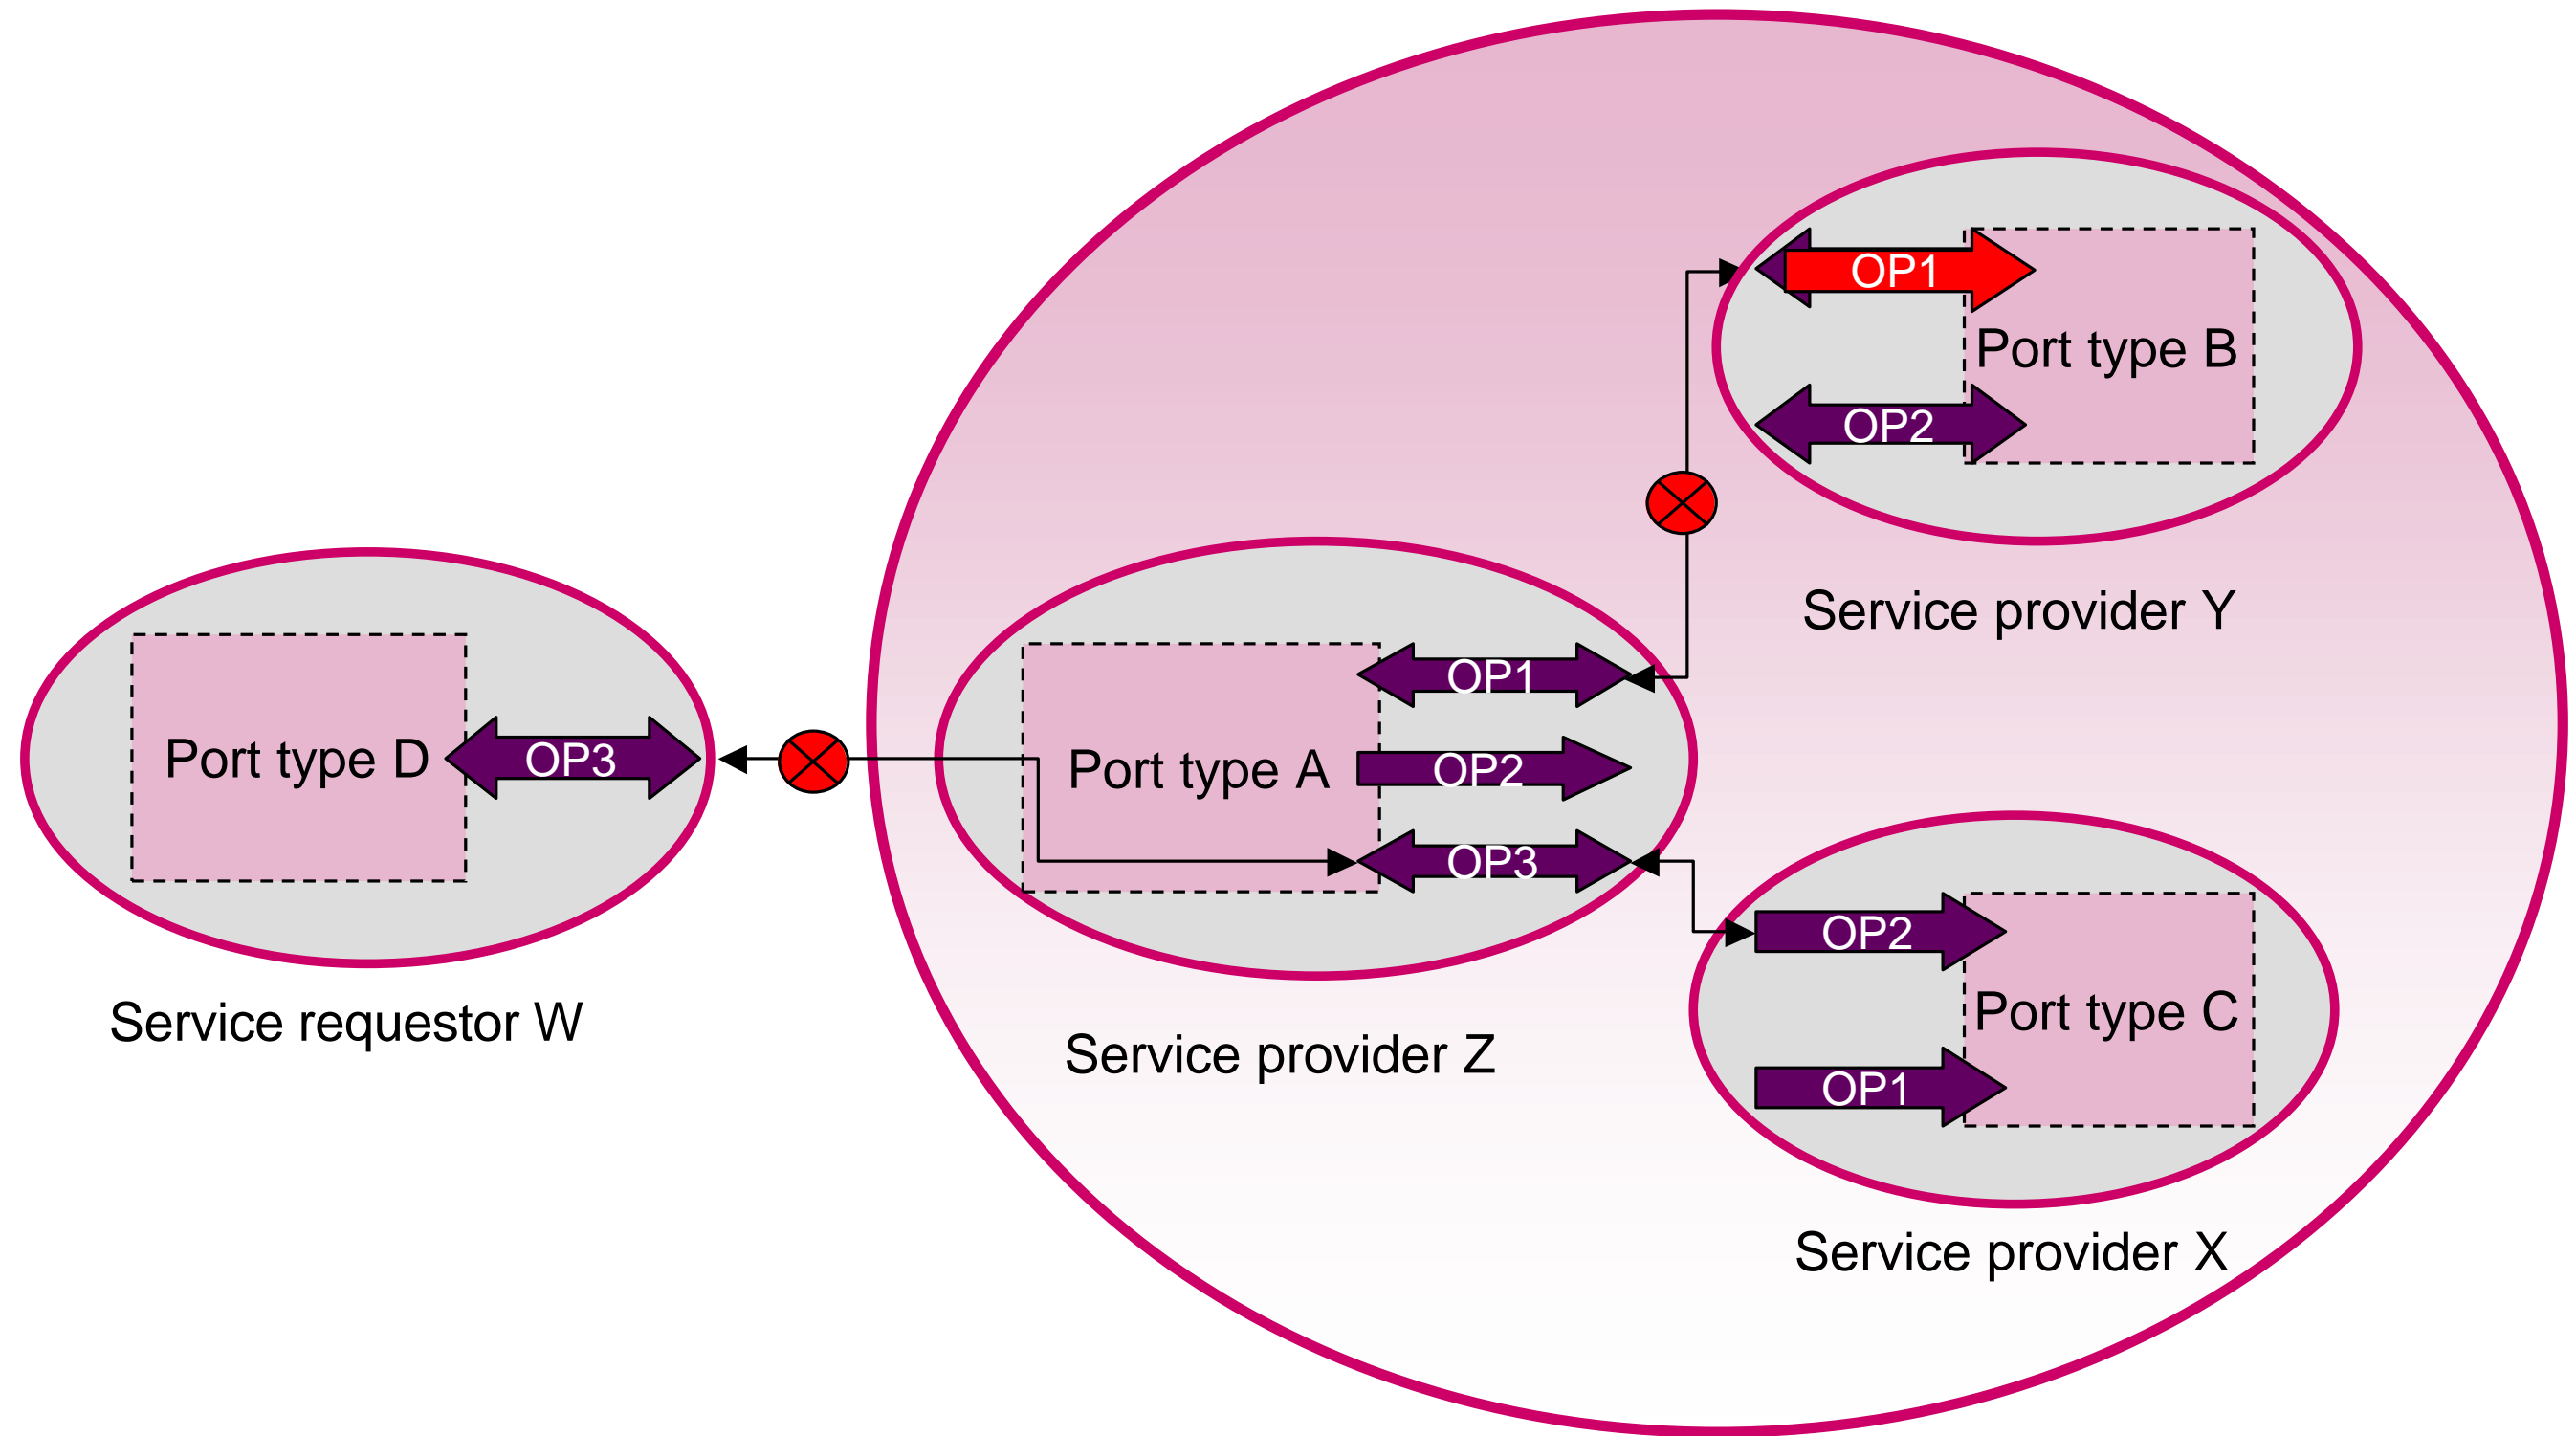 OP1
Port type B
OP2
Service provider Y
Port type D
OP3
Service requestor W
OP1
Port type A
OP2
OP3
Service provider Z
OP2
Port type C
OP1
Service provider X